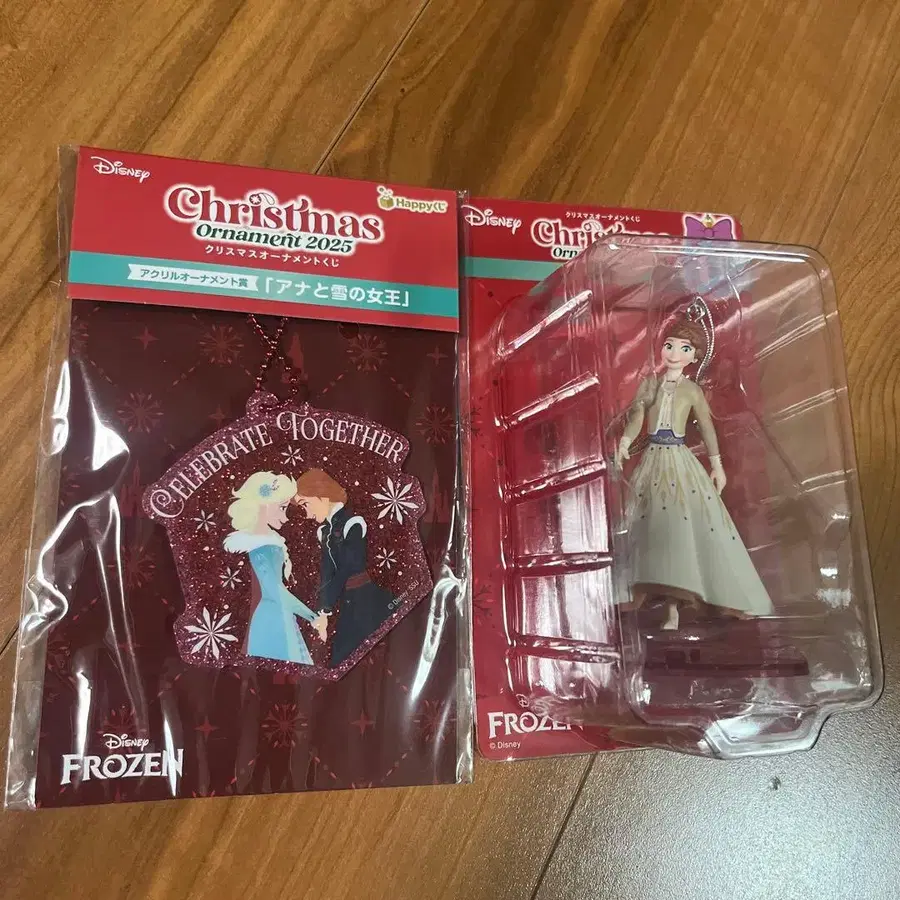 Disney
Christmas
Ornament 2025
クリスマスオーナメントくじ
Happyくじ
アクリルオーナメント賞 「アナと雪の女王」
CELEBRATE TOGETHER
Disney
FROZEN
Disney
クリスマスオーナメントくじ
Christmas
FROZEN
© Disney